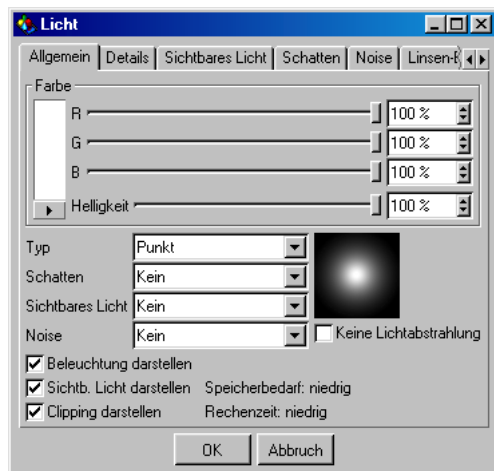 Licht
Allgemein Details Sichtbares Licht Schatten Noise Linsen-
Farbe
R 100 %
G 100 %
B 100 %
Helligkeit 100 %
Typ Punkt
Schatten Kein
Sichtbares Licht Kein
Noise Kein Keine Lichtabstrahlung
Beleuchtung darstellen
Sichtb. Licht darstellen Speicherbedarf: niedrig
Clipping darstellen Rechenzeit: niedrig
OK Abbruch